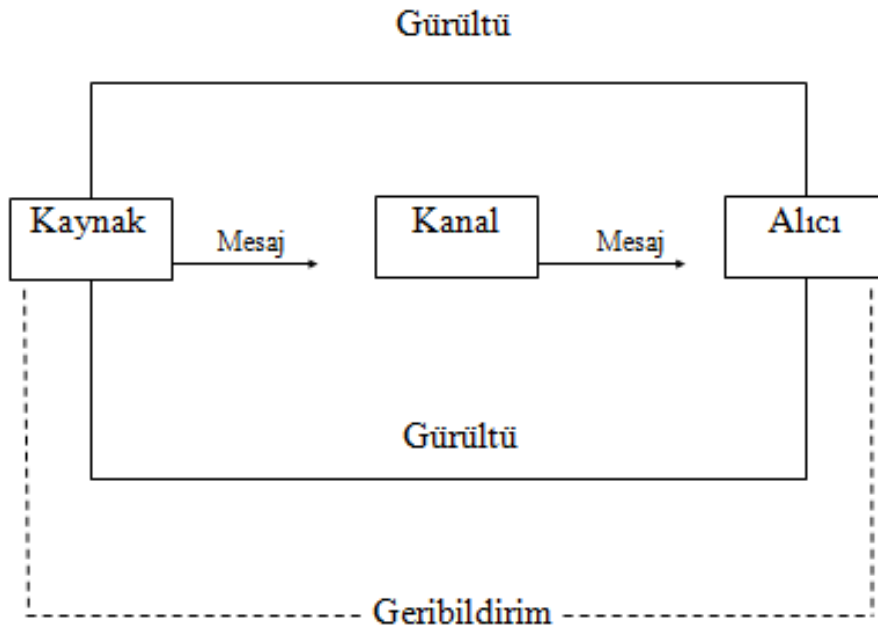 Gürültü
Kaynak
Mesaj
Kanal
Mesaj
Alıcı
Gürültü
Geribildirim